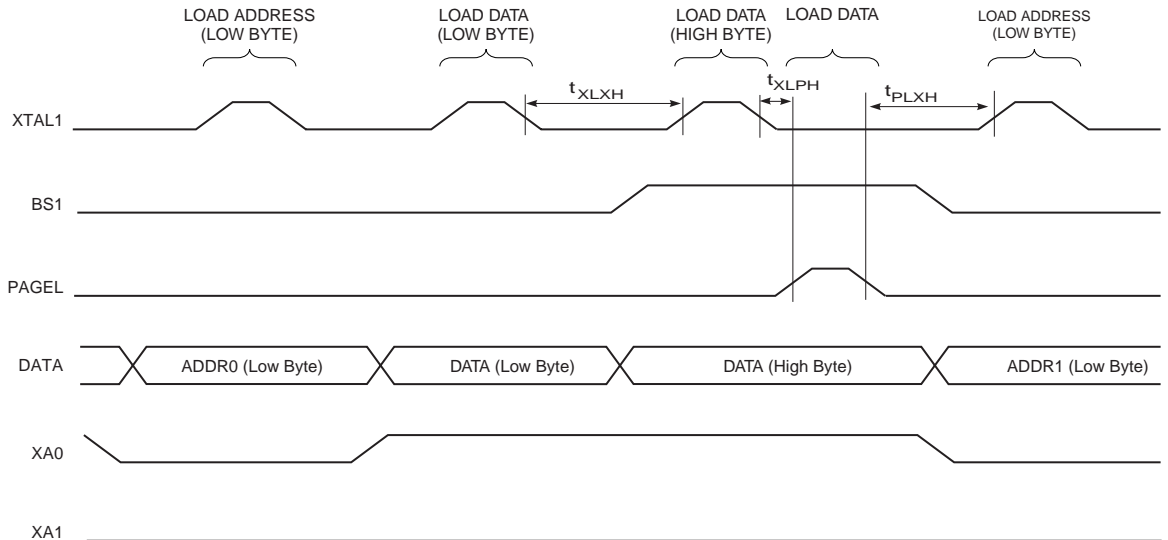 LOAD ADDRESS
(LOW BYTE)
LOAD DATA
(LOW BYTE)
LOAD DATA
(HIGH BYTE)
LOAD DATA
LOAD ADDRESS
(LOW BYTE)
tXLXH
tXLPH
tPLXH
XTAL1
BS1
PAGEL
DATA
ADDR0 (Low Byte)
DATA (Low Byte)
DATA (High Byte)
ADDR1 (Low Byte)
XA0
XA1